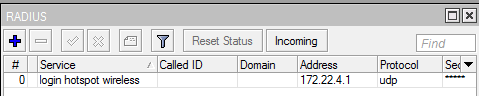 RADIUS
Reset Status Incoming Find
# Service Called ID Domain Address Protocol Sec
0 login hotspot wireless 172.22.4.1 udp *****